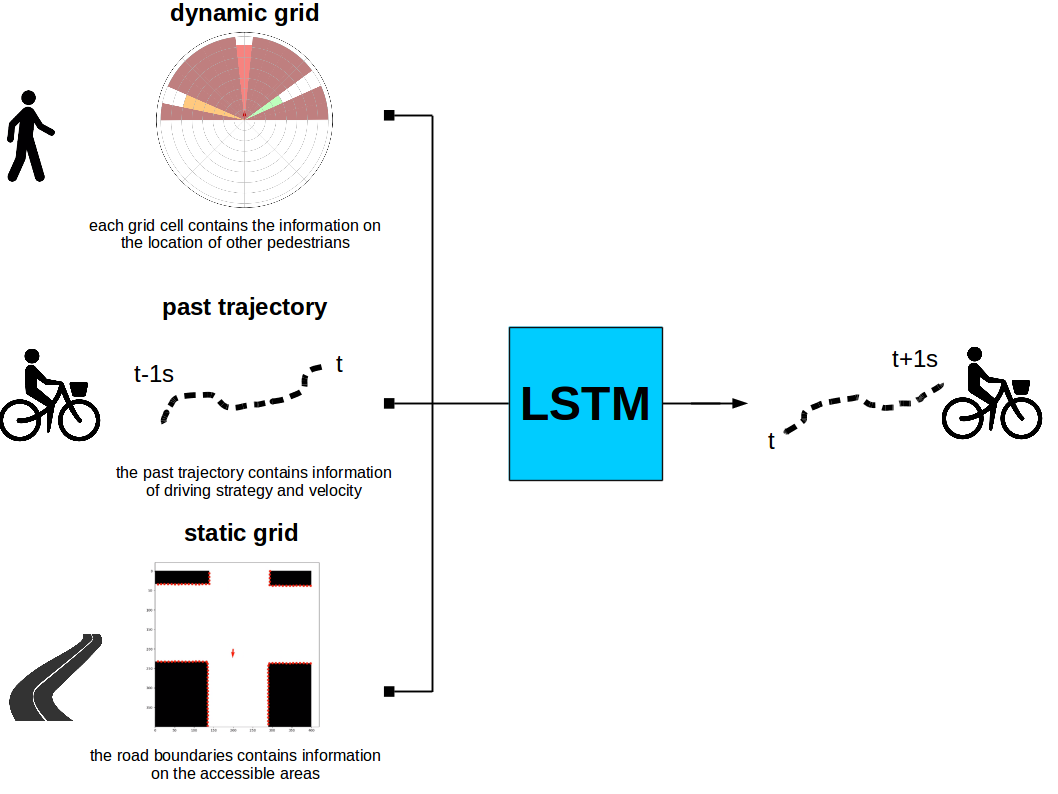 dynamic grid
each grid cell contains the information on
the location of other pedestrians
past trajectory
t-1s
t
the past trajectory contains information
of driving strategy and velocity
LSTM
t+1s
t
static grid
the road boundaries contains information
on the accessible areas